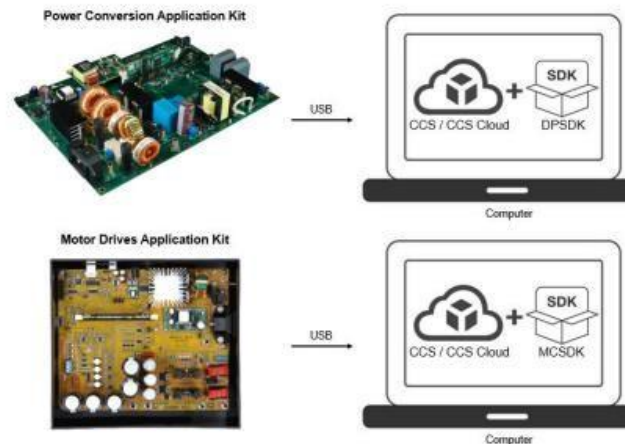 Power Conversion Application Kit
USB
SDK
CCS / CCS Cloud
DPSDK
Computer
Motor Drives Application Kit
USB
SDK
CCS / CCS Cloud
MCSDK
Computer